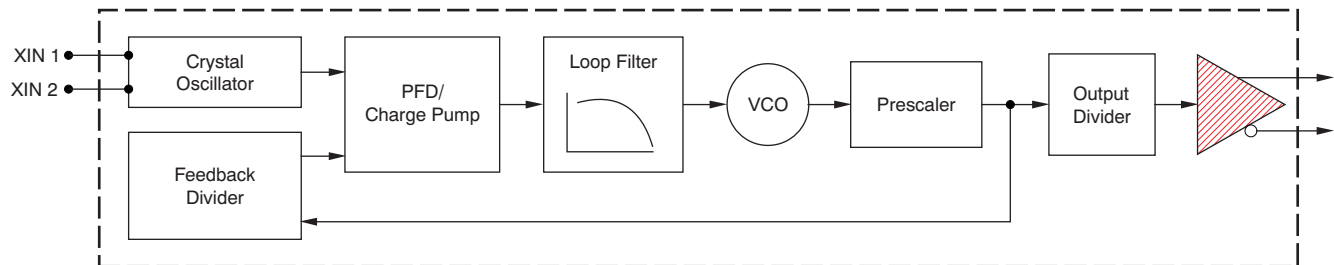 XIN 1
XIN 2
Crystal
Oscillator
PFD/
Charge Pump
Loop Filter
VCO
Prescaler
Output
Divider
Feedback
Divider